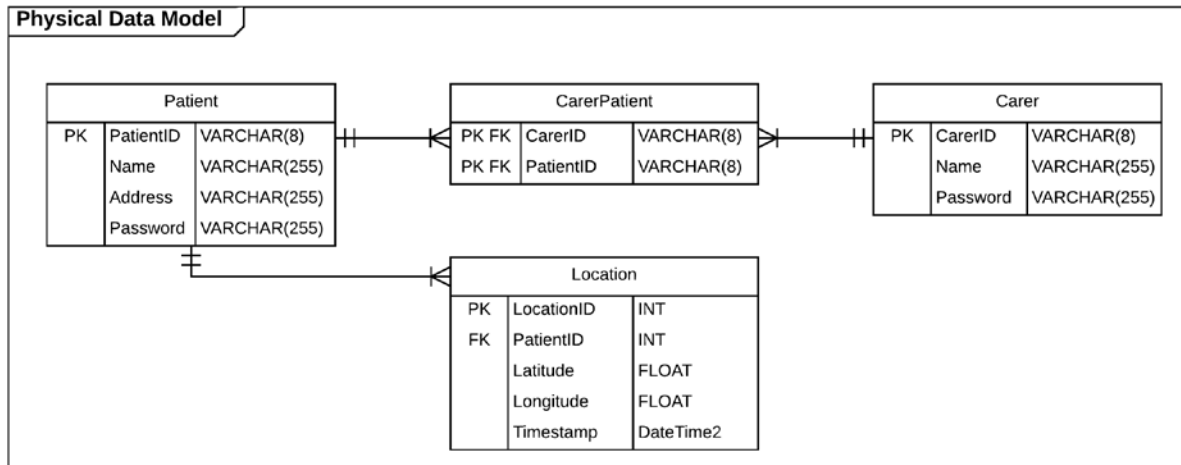 Physical Data Model
Patient
PK PatientID VARCHAR(8)
Name VARCHAR(255)
Address VARCHAR(255)
Password VARCHAR(255)
CarerPatient
PK FK CarerID VARCHAR(8)
PK FK PatientID VARCHAR(8)
Carer
PK CarerID VARCHAR(8)
Name VARCHAR(255)
Password VARCHAR(255)
Location
PK LocationID INT
FK PatientID INT
Latitude FLOAT
Longitude FLOAT
Timestamp DateTime2